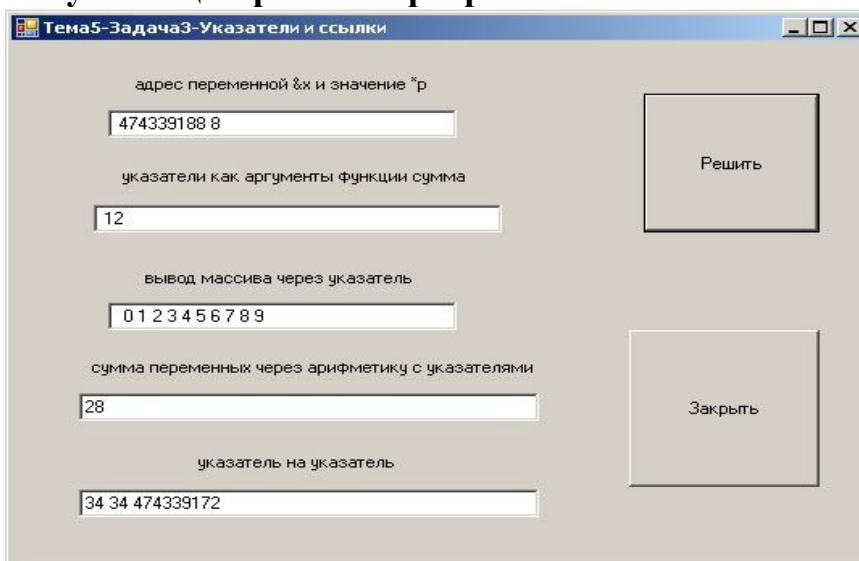 Тема5-Задача3-Указатели и ссылки
адрес переменной &x и значение *p
474339188 8
Решить
указатели как аргументы функции сумма
12
вывод массива через указатель
0 1 2 3 4 5 6 7 8 9
сумма переменных через арифметику с указателями
28
Закрыть
указатель на указатель
34 34 474339172